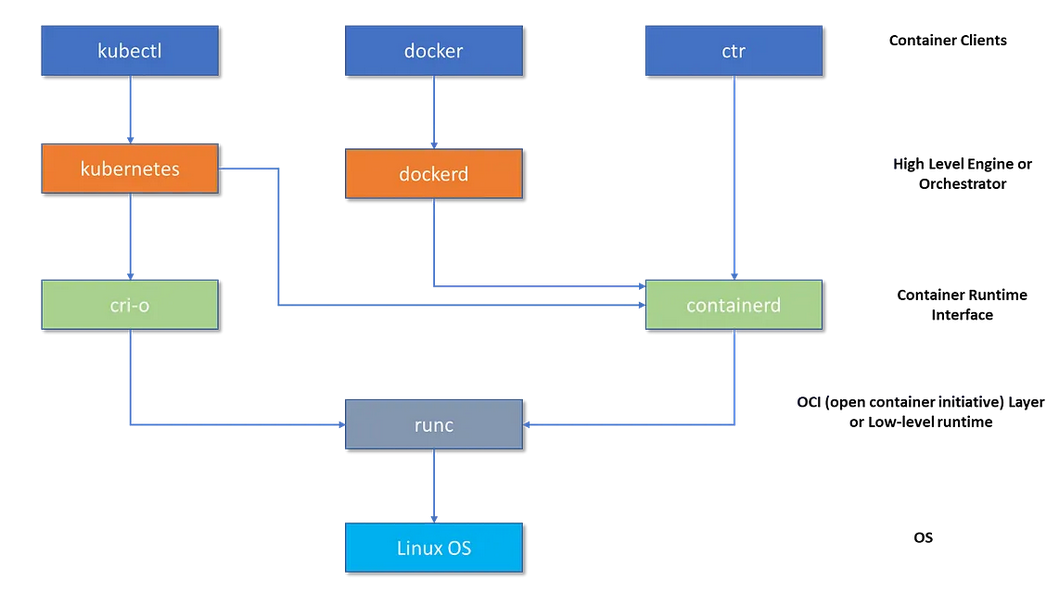 kubectl
docker
ctr
Container Clients
kubernetes
dockerd
High Level Engine or
Orchestrator
cri-o
containerd
Container Runtime
Interface
runc
OCI (open container initiative) Layer
or Low-level runtime
Linux OS
OS